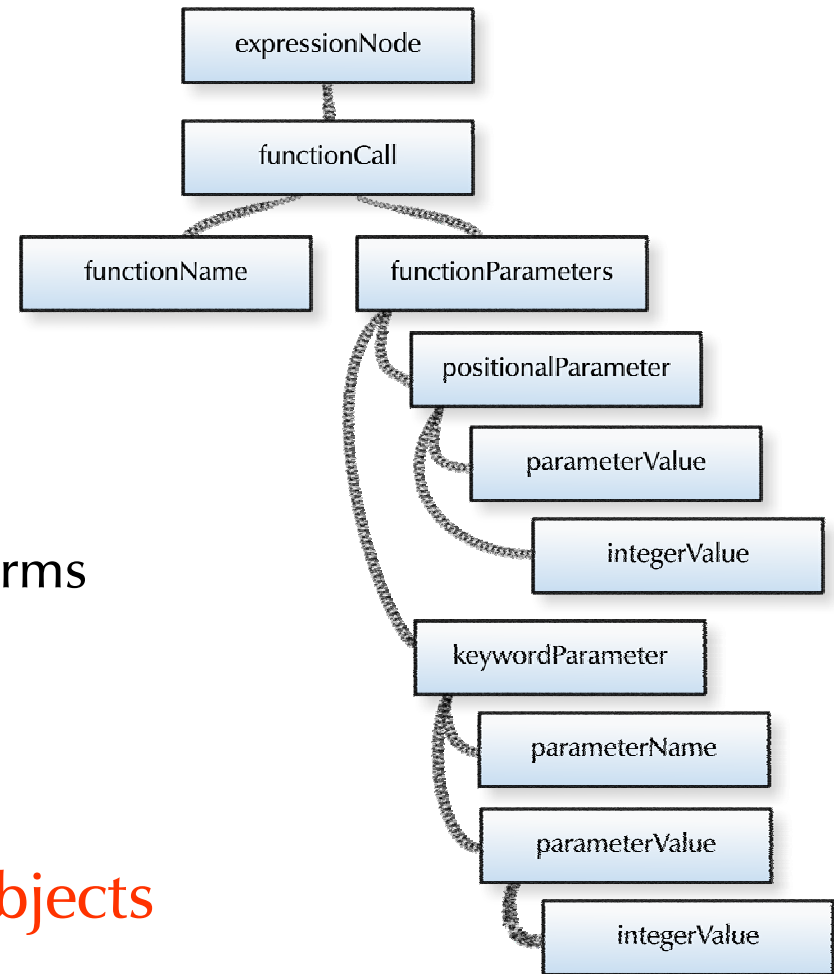 expressionNode
functionCall
functionName
functionParameters
positionalParameter
parameterValue
integerValue
rms
keywordParameter
parameterName
parameterValue
bjects
integerValue